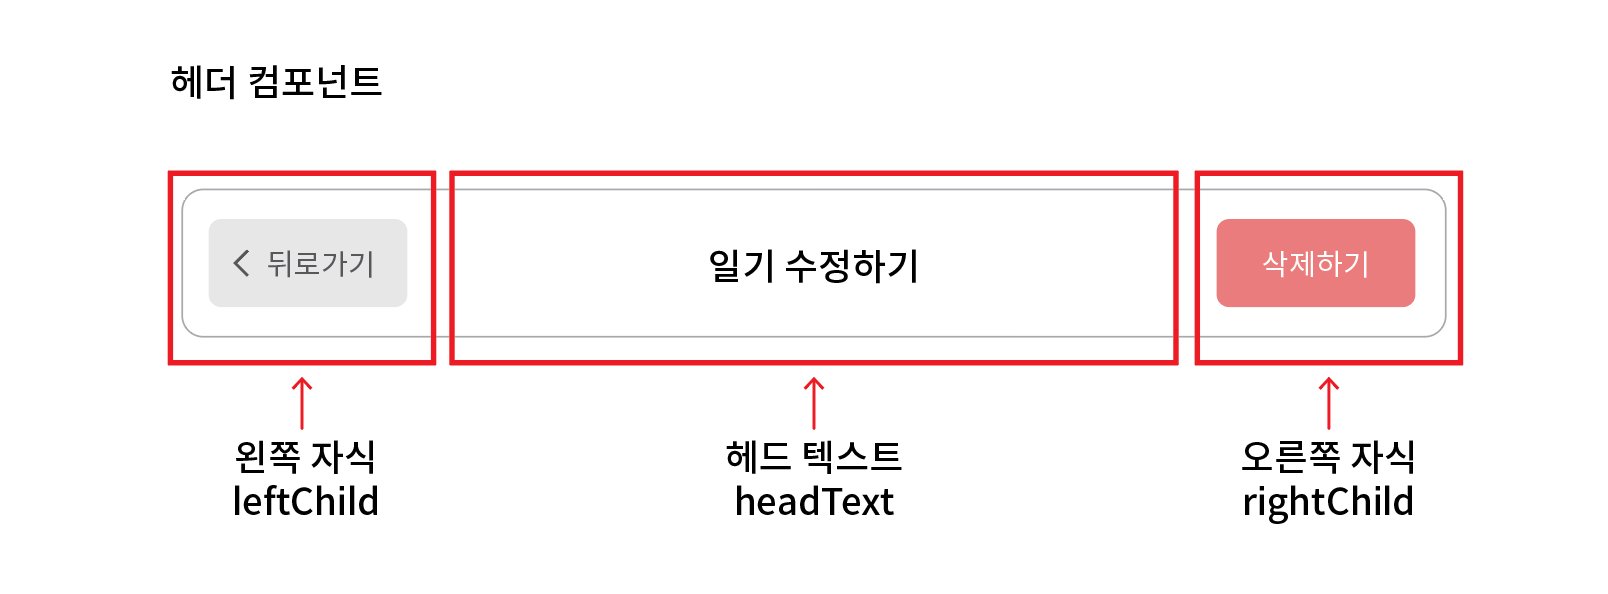 헤더 컴포넌트
뒤로가기
일기 수정하기
삭제하기
왼쪽 자식
leftChild
헤드 텍스트
headText
오른쪽 자식
rightChild